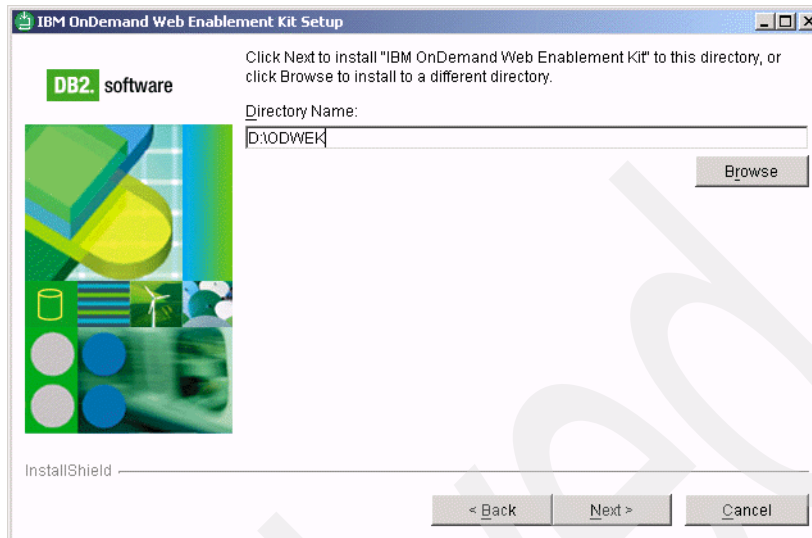 IBM OnDemand Web Enablement Kit Setup
Click Next to install "IBM OnDemand Web Enablement Kit" to this directory, or
click Browse to install to a different directory.
DB2. software
Directory Name:
D:\ODWEK
Browse
InstallShield
< Back Next > Cancel